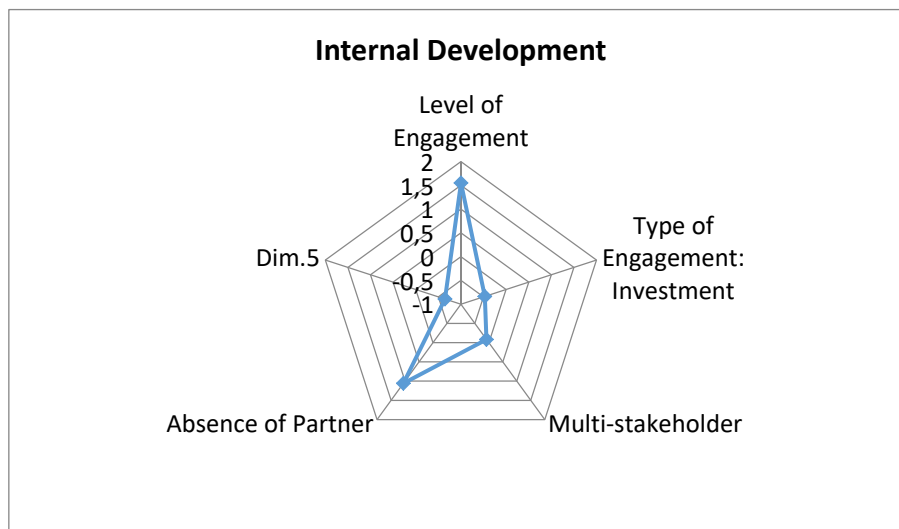 Internal Development
Level of
Engagement
2
1,5
1
0,5
0
-0,5
-1
Type of
Engagement:
Investment
Dim.5
Absence of Partner
Multi-stakeholder